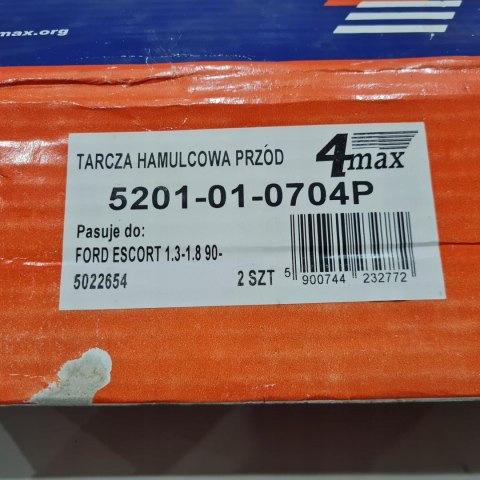 max.org
TARCZA HAMULCOWA PRZÓD
4max
5201-01-0704P
Pasuje do:
FORD ESCORT 1.3-1.8 90-
5022654
2 SZT
5 900744 232772